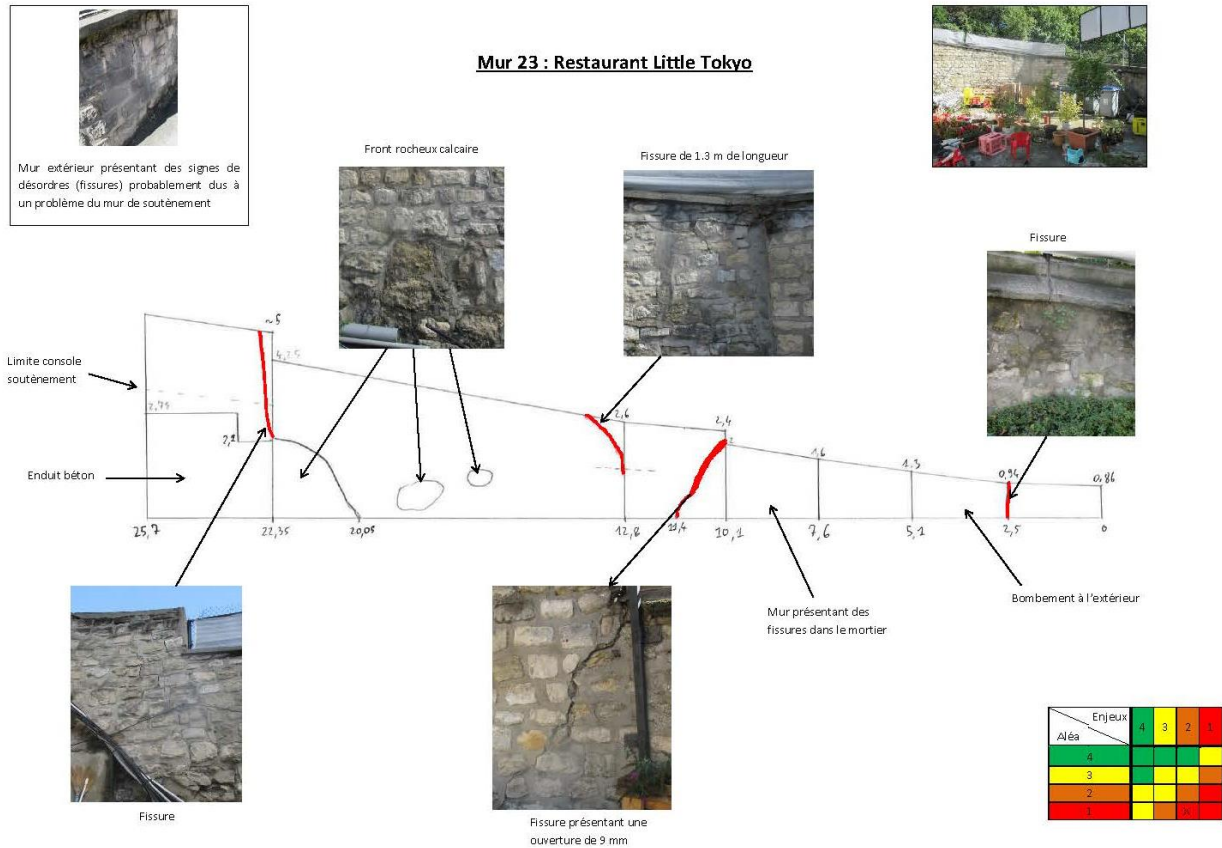 Mur 23 : Restaurant Little Tokyo
Mur extérieur présentant des signes de
désordres (fissures) probablement dus à
un problème du mur de soutènement
Front rocheux calcaire
Fissure de 1.3 m de longueur
Fissure
Limite console
soutènement
Enduit béton
~5
4,25
2,75
2,2
2,6
2,4
2
1,6
1.3
0,94
0,86
25,7
22,35
20,05
12,8
11,4
10,1
7,6
5,1
2,5
0
Mur présentant des
fissures dans le mortier
Bombement à l'extérieur
Fissure
Fissure présentant une
ouverture de 9 mm
Enjeux
Aléa
4 3 2 1
4
3
2
1 X